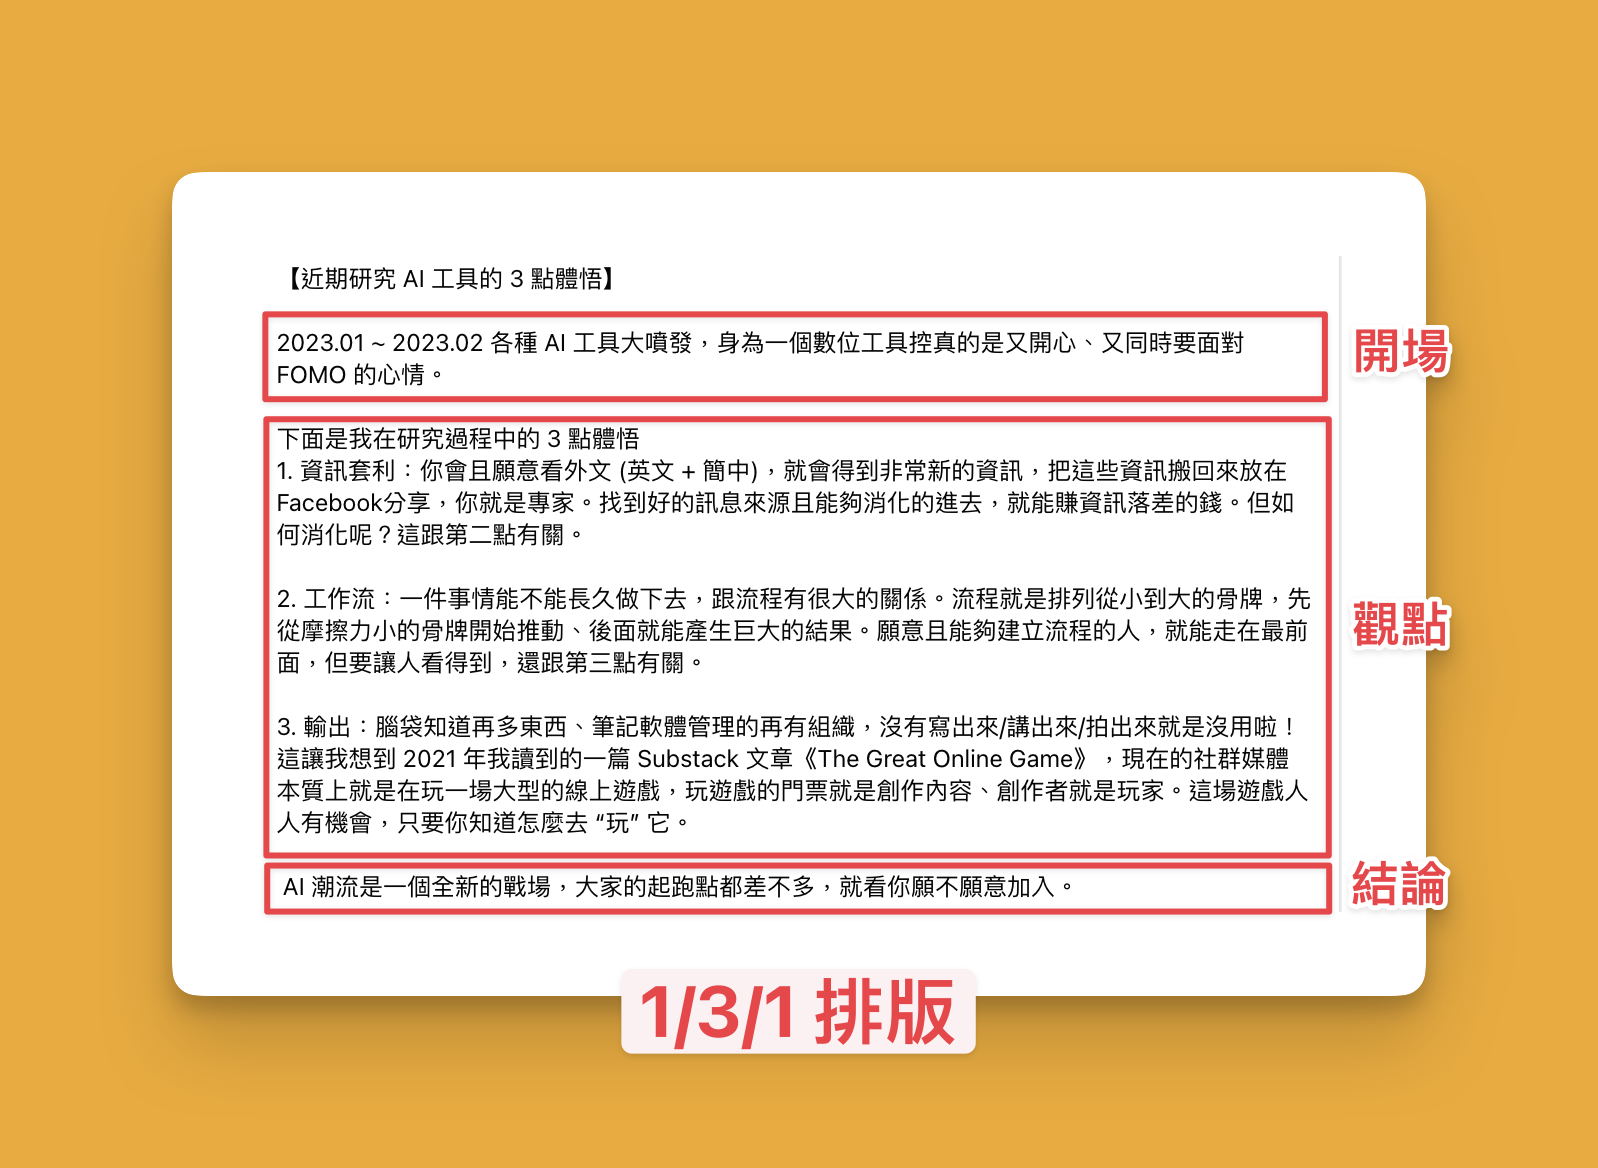 【近期研究 AI 工具的 3 點體悟】
2023.01 ~ 2023.02 各種 AI 工具大噴發，身為一個數位工具控真的是又開心、又同時要面對
FOMO 的心情。
開場
下面是我在研究過程中的 3 點體悟
1. 資訊套利：你會且願意看外文 (英文 + 簡中)，就會得到非常新的資訊，把這些資訊搬回來放在
Facebook分享，你就是專家。找到好的訊息來源且能夠消化的進去，就能賺資訊落差的錢。但如
何消化呢？這跟第二點有關。
2. 工作流：一件事情能不能長久做下去，跟流程有很大的關係。流程就是排列從小到大的骨牌，先
從摩擦力小的骨牌開始推動、後面就能產生巨大的結果。願意且能夠建立流程的人，就能走在最前
面，但要讓人看得到，還跟第三點有關。
觀點
3. 輸出：腦袋知道再多東西、筆記軟體管理的再有組織，沒有寫出來/講出來/拍出來就是沒用啦！
這讓我想到 2021 年我讀到的一篇 Substack 文章《The Great Online Game》，現在的社群媒體
本質上就是在玩一場大型的線上遊戲，玩遊戲的門票就是創作內容、創作者就是玩家。這場遊戲人
人有機會，只要你知道怎麼去 “玩” 它。
AI 潮流是一個全新的戰場，大家的起跑點都差不多，就看你願不願意加入。
結論
1/3/1 排版